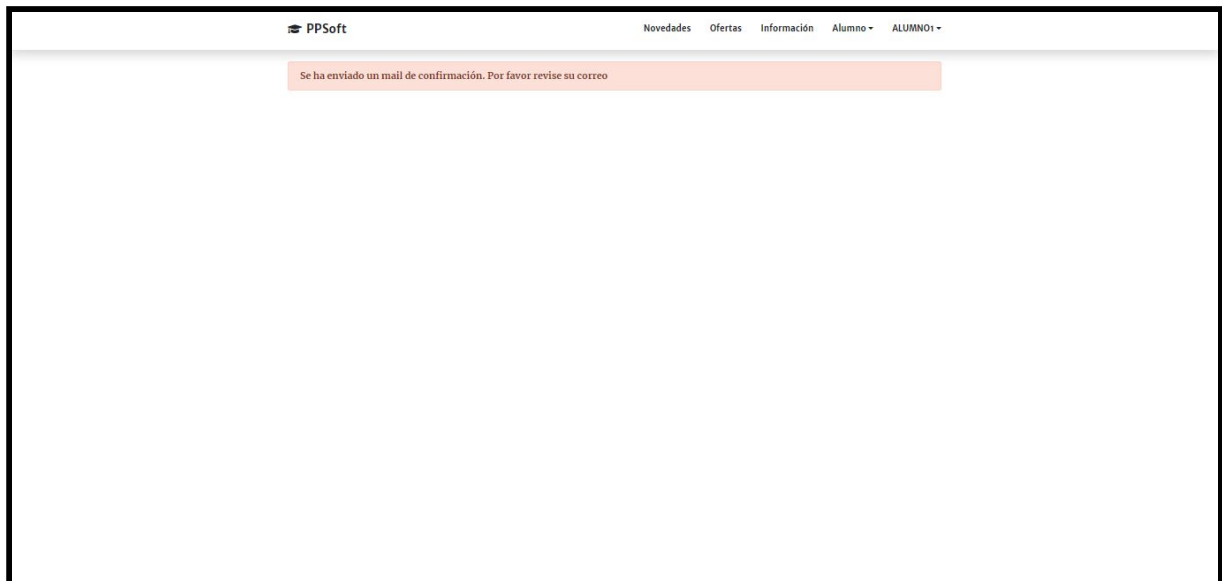 PPSoft Novedades Ofertas Información Alumno ALUMNO1
Se ha enviado un mail de confirmación. Por favor revise su correo